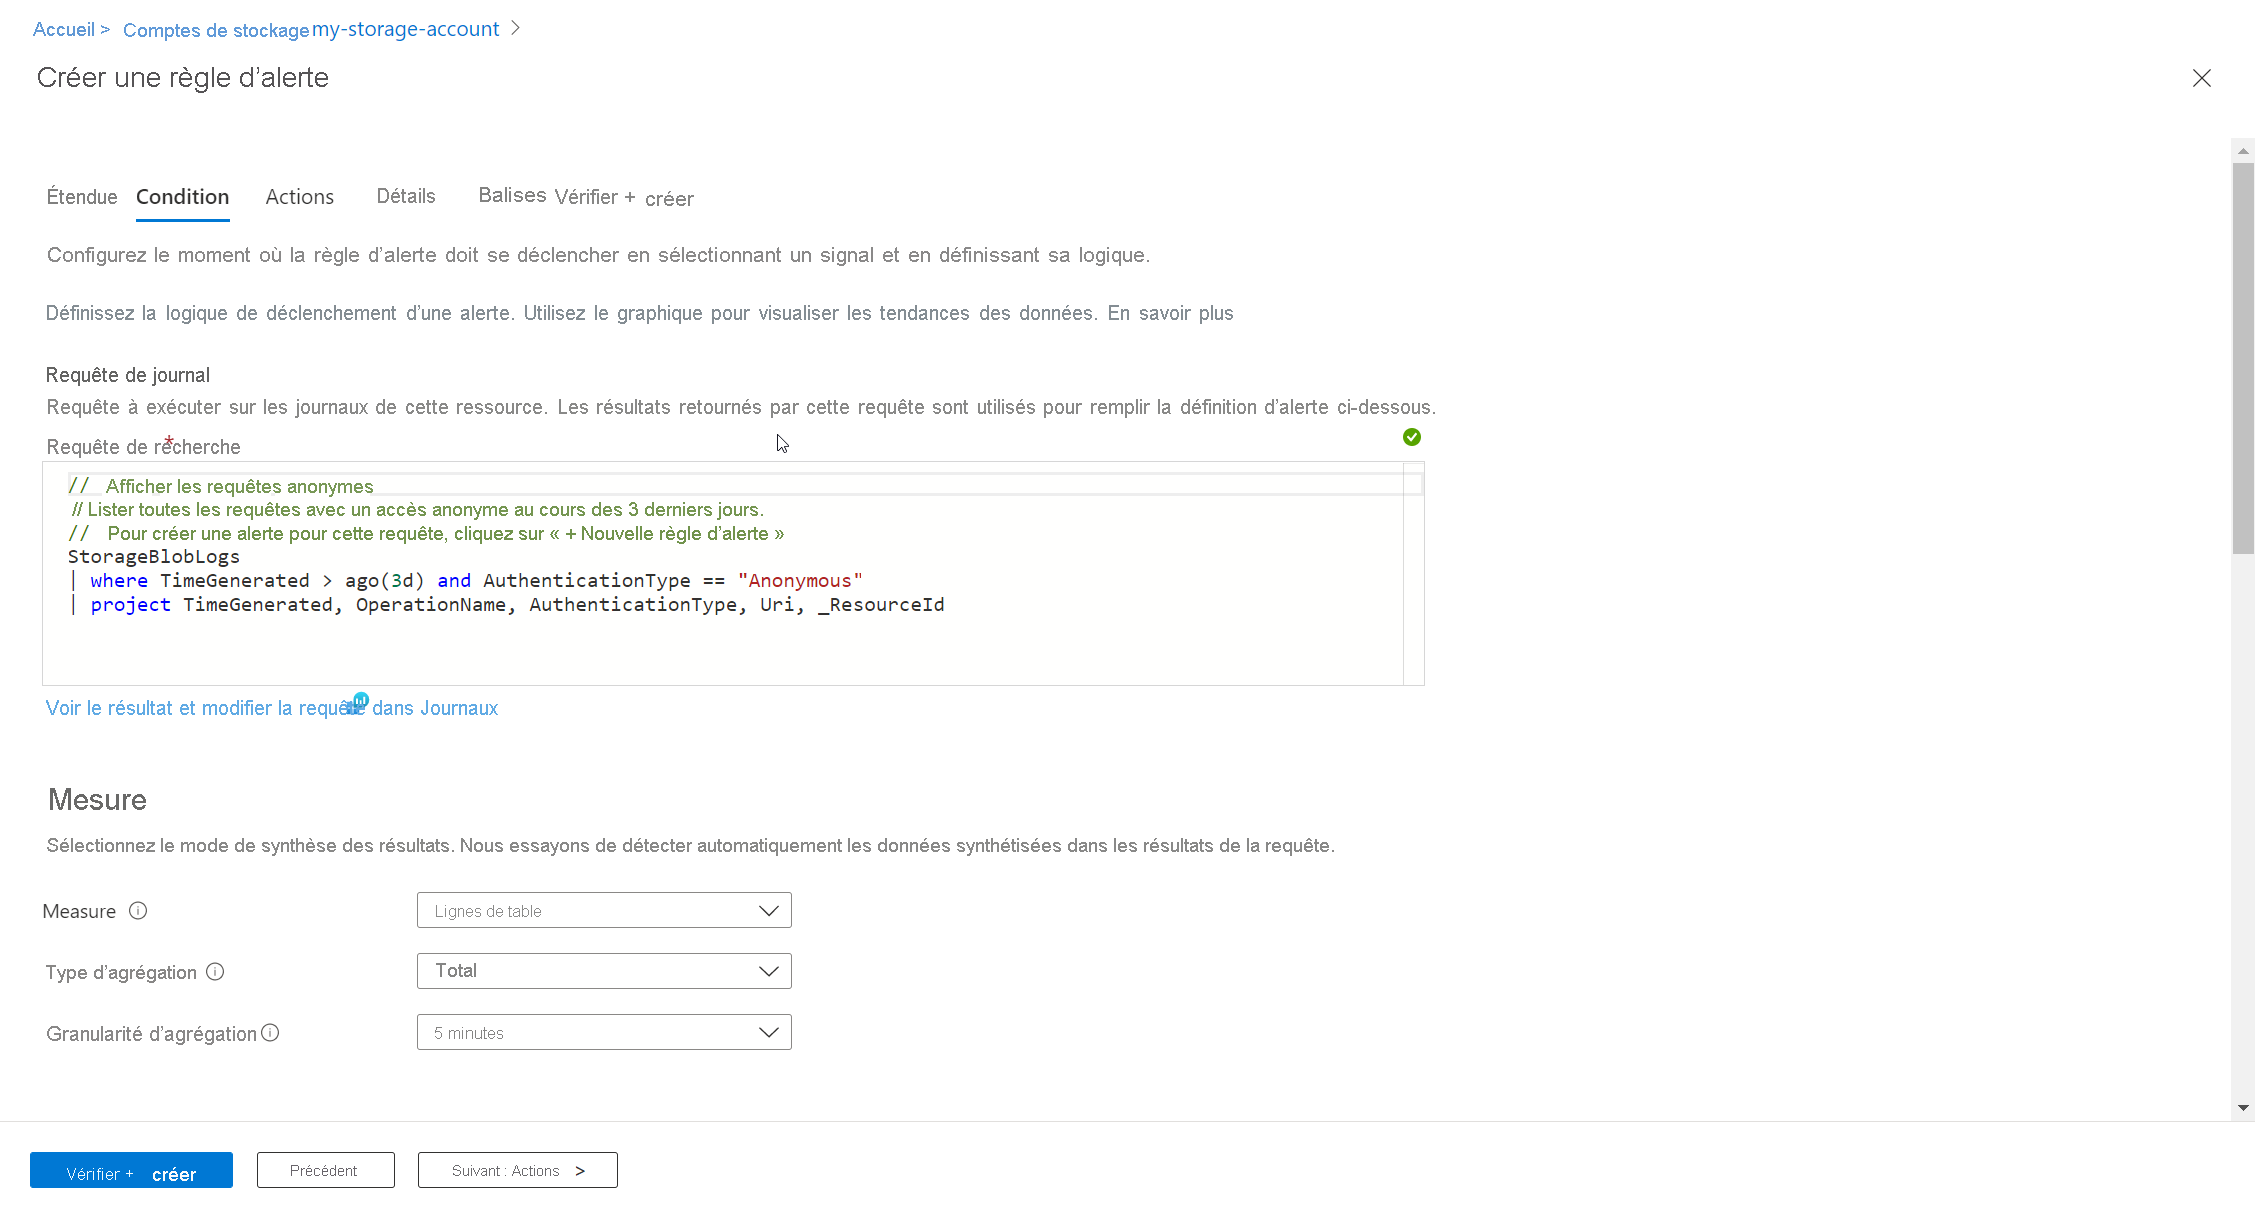 Accueil > Comptes de stockage my-storage-account >
Créer une règle d’alerte
Étendue Condition Actions Détails Balises Vérifier + créer
Configurez le moment où la règle d’alerte doit se déclencher en sélectionnant un signal et en définissant sa logique.
Définissez la logique de déclenchement d’une alerte. Utilisez le graphique pour visualiser les tendances des données. En savoir plus
Requête de journal
Requête à exécuter sur les journaux de cette ressource. Les résultats retournés par cette requête sont utilisés pour remplir la définition d’alerte ci-dessous.
Requête de recherche *
// Afficher les requêtes anonymes
// Lister toutes les requêtes avec un accès anonyme au cours des 3 derniers jours.
// Pour créer une alerte pour cette requête, cliquez sur « + Nouvelle règle d’alerte »
StorageBlobLogs
| where TimeGenerated > ago(3d) and AuthenticationType == "Anonymous"
| project TimeGenerated, OperationName, AuthenticationType, Uri, _ResourceId
Voir le résultat et modifier la requête dans Journaux
Mesure
Sélectionnez le mode de synthèse des résultats. Nous essayons de détecter automatiquement les données synthétisées dans les résultats de la requête.
Measure Lignes de table
Type d’agrégation Total
Granularité d’agrégation 5 minutes
Vérifier + créer Précédent Suivant : Actions >